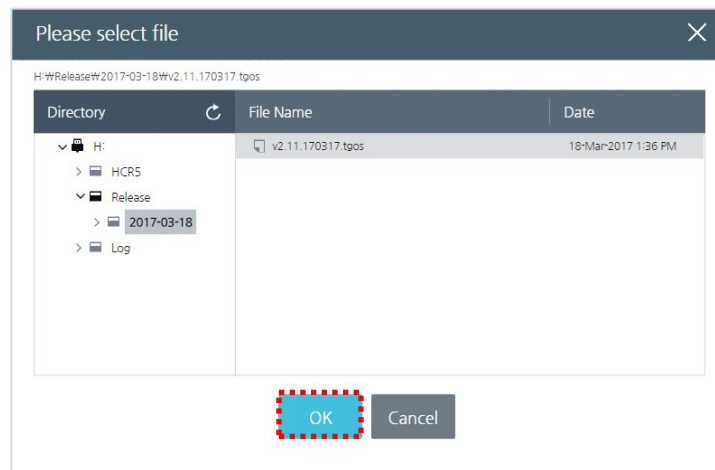 Please select file
H:₩Release₩2017-03-18₩v2.11.170317.tgos
Directory File Name Date
H: v2.11.170317.tgos 18-Mar-2017 1:36 PM
HCR5
Release
2017-03-18
Log
OK Cancel